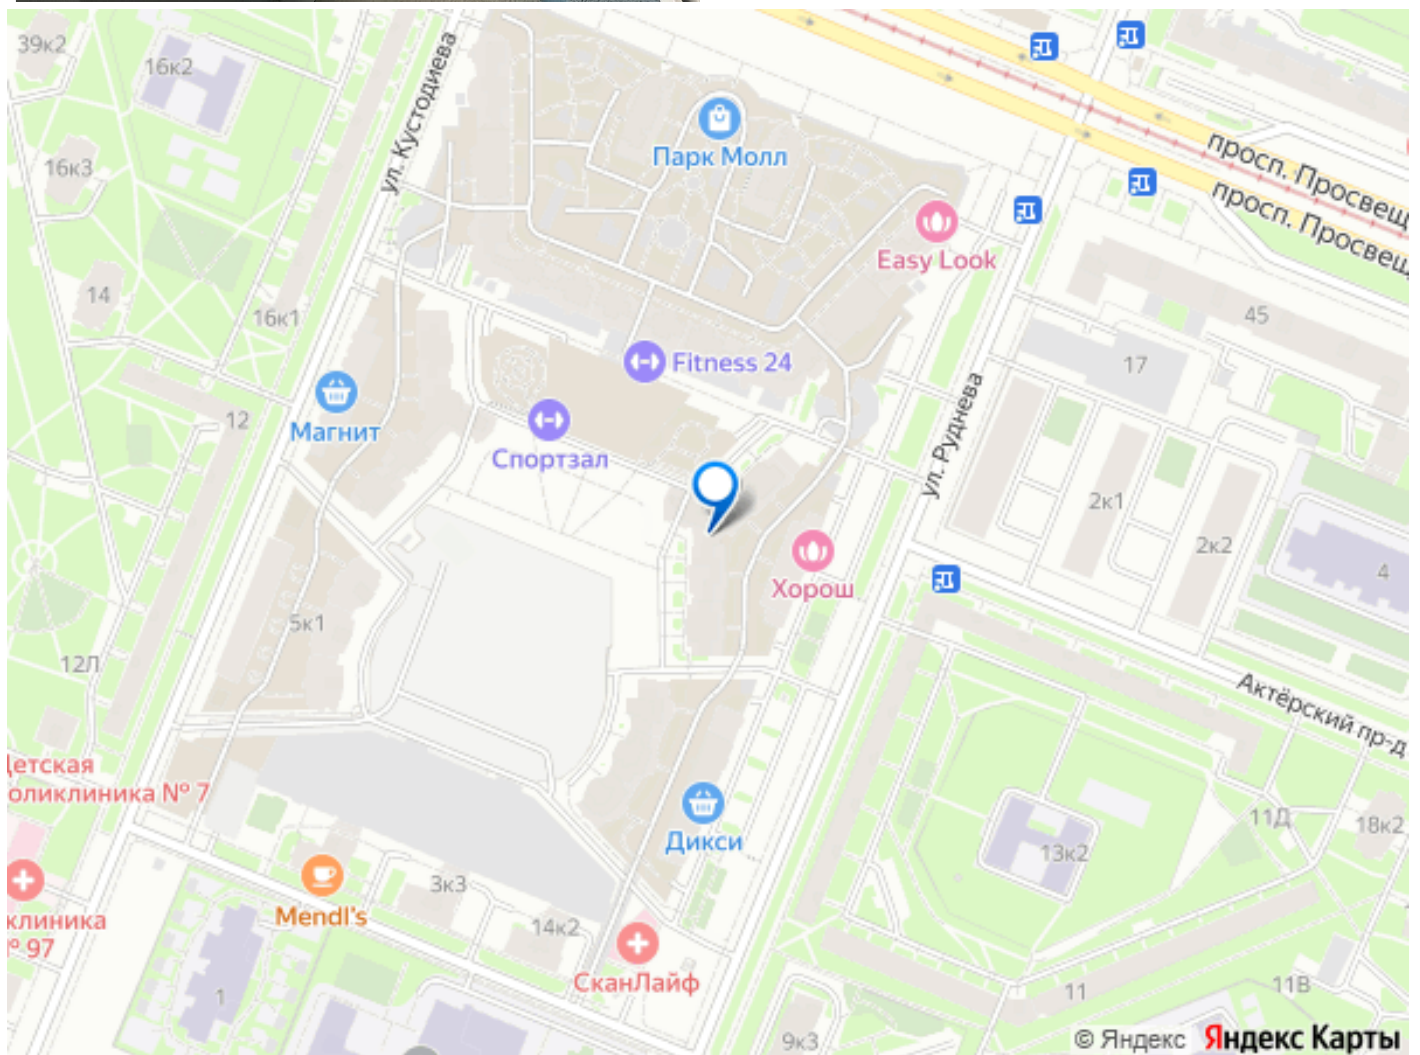 39к2
16к2
ул. Кустодиева
Парк Молл
просп. Просвещ
просп. Просвещ
16к3
Easy Look
14
16к1
45
Fitness 24
17
Магнит
12
Спортзал
ул. Руднева
2к1
2к2
4
Хорош
5к1
12Л
Актёрский пр-д
Детская
оликлиника № 7
Дикси
11Д
18к2
13к2
3к3
Mendl's
клиника
№ 97
14к2
СканЛайф
1
11
11В
9к3
© Яндекс Яндекс Карты